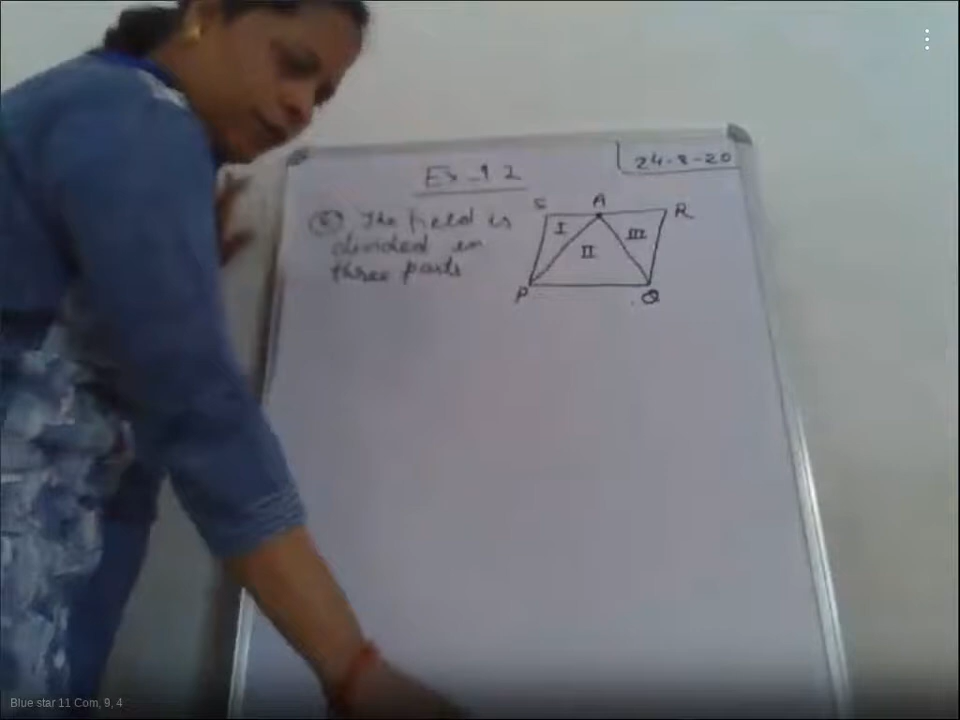 24-8-20
Ex-9.2
⑥ The field is
divided in
three parts
S A R
I II III
P Q
Blue star 11 Com, 9, 4